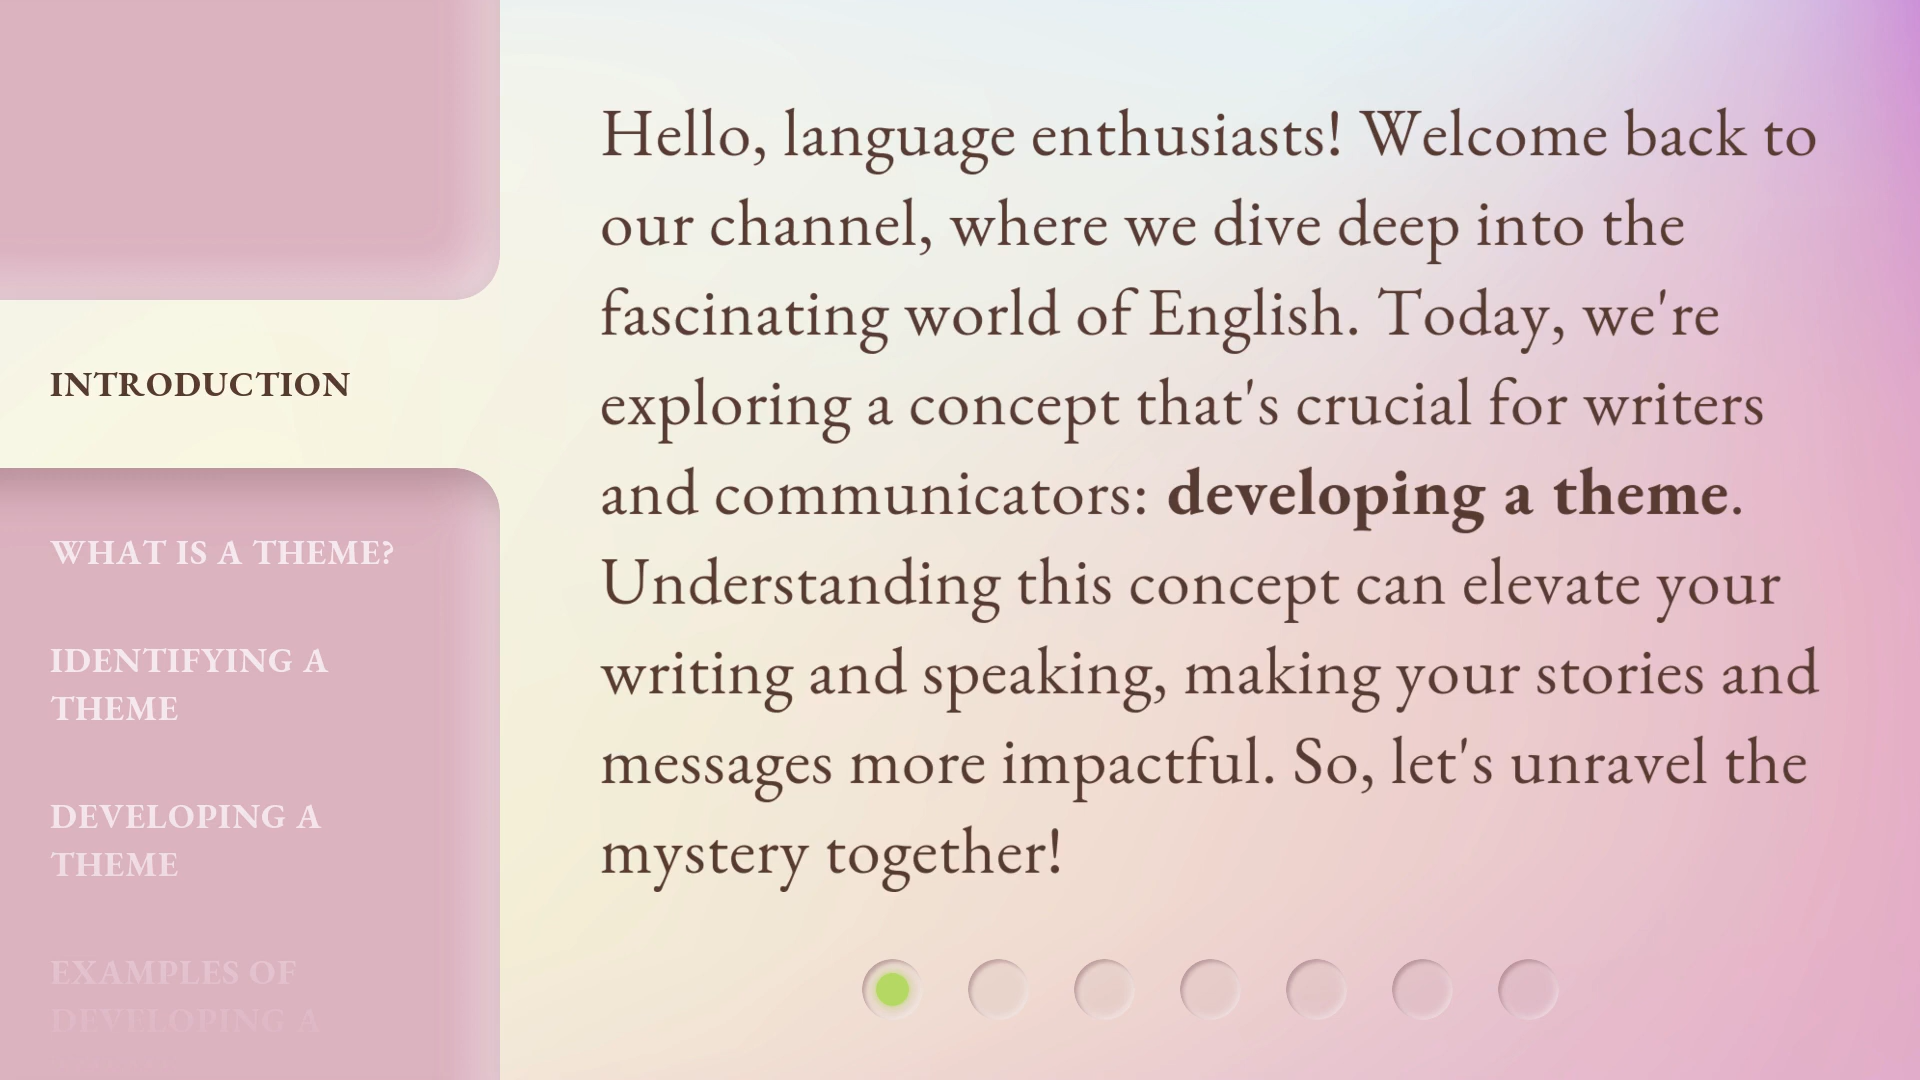 INTRODUCTION
WHAT IS A THEME?
IDENTIFYING A
THEME
DEVELOPING A
THEME
EXAMPLES OF
DEVELOPING A
Hello, language enthusiasts! Welcome back to
our channel, where we dive deep into the
fascinating world of English. Today, we're
exploring a concept that's crucial for writers
and communicators: developing a theme.
Understanding this concept can elevate your
writing and speaking, making your stories and
messages more impactful. So, let's unravel the
mystery together!